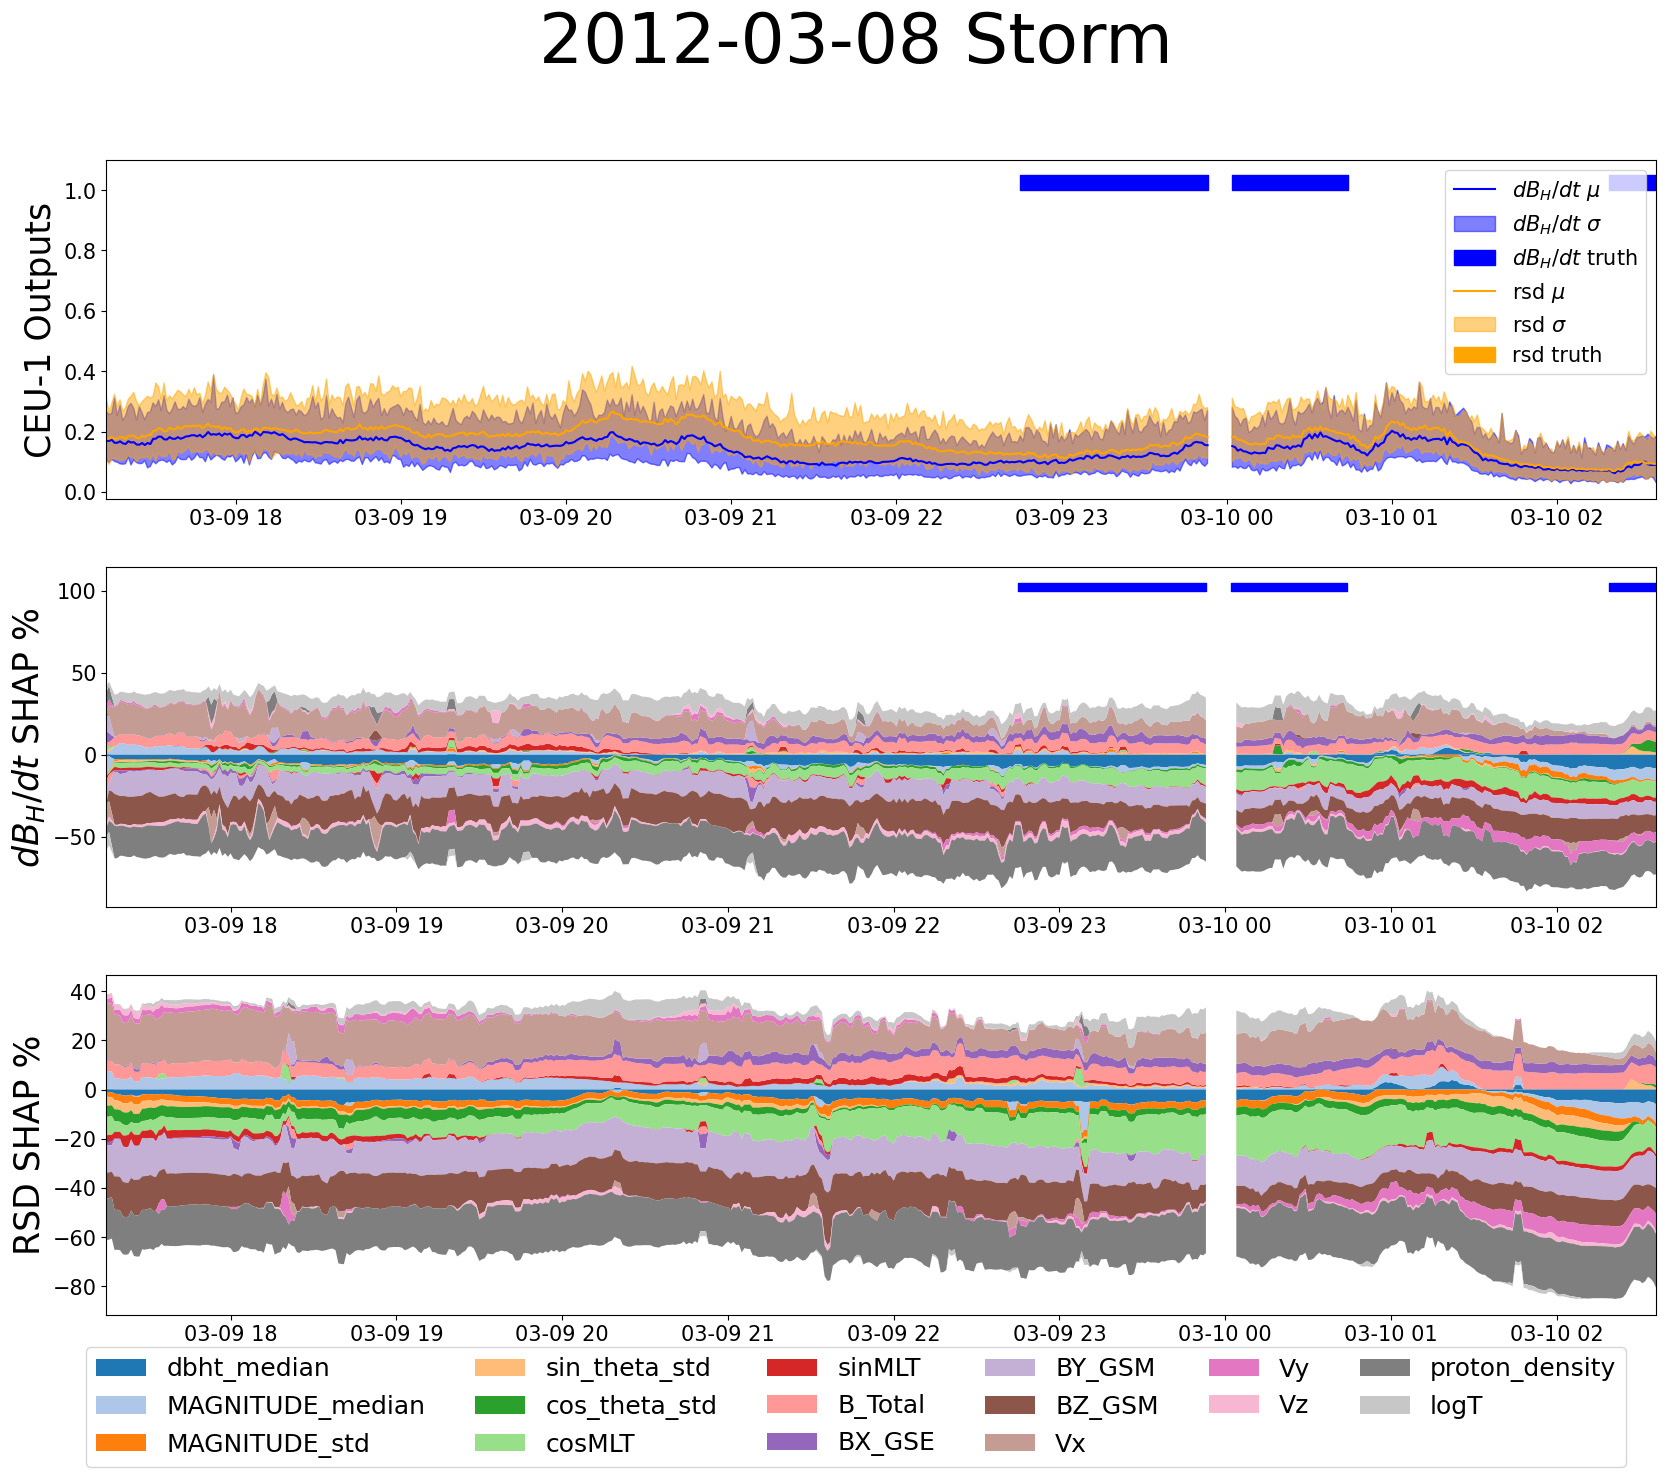 2012-03-08 Storm
CEU-1 Outputs
1.0
0.8
0.6
0.4
0.2
0.0
dB_H/dt μ
dB_H/dt σ
dB_H/dt truth
rsd μ
rsd σ
rsd truth
03-09 18 03-09 19 03-09 20 03-09 21 03-09 22 03-09 23 03-10 00 03-10 01 03-10 02
dB_H/dt SHAP %
100
50
0
−50
03-09 18 03-09 19 03-09 20 03-09 21 03-09 22 03-09 23 03-10 00 03-10 01 03-10 02
RSD SHAP %
40
20
0
−20
−40
−60
−80
03-09 18 03-09 19 03-09 20 03-09 21 03-09 22 03-09 23 03-10 00 03-10 01 03-10 02
dbht_median sin_theta_std sinMLT BY_GSM Vy proton_density
MAGNITUDE_median cos_theta_std B_Total BZ_GSM Vz logT
MAGNITUDE_std cosMLT BX_GSE Vx